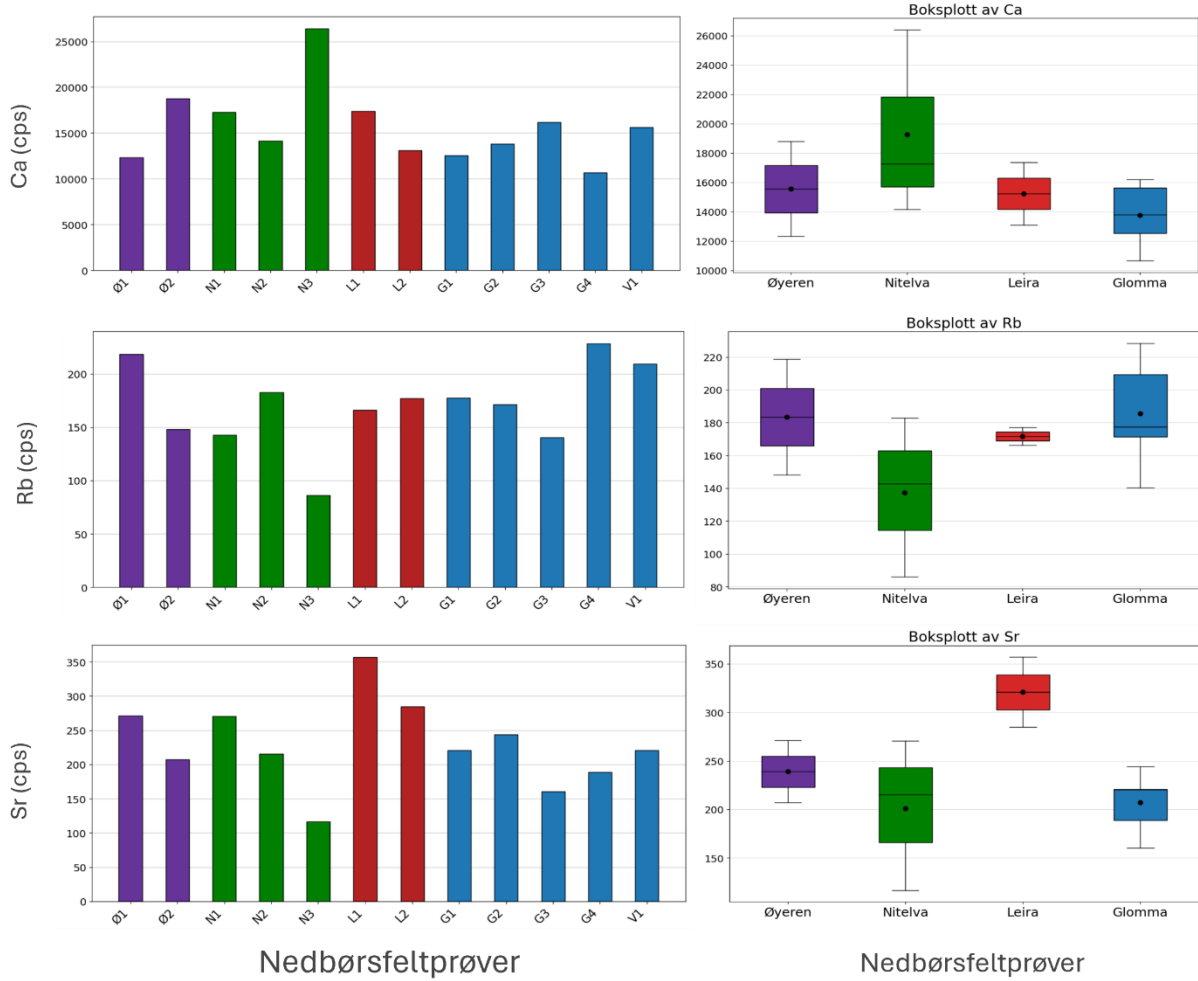 Ca (cps)
25000
20000
15000
10000
5000
0
Ø1 Ø2 N1 N2 N3 L1 L2 G1 G2 G3 G4 V1
Boksplott av Ca
26000
24000
22000
20000
18000
16000
14000
12000
10000
Øyeren Nitelva Leira Glomma
Rb (cps)
200
150
100
50
0
Ø1 Ø2 N1 N2 N3 L1 L2 G1 G2 G3 G4 V1
Boksplott av Rb
220
200
180
160
140
120
100
80
Øyeren Nitelva Leira Glomma
Sr (cps)
350
300
250
200
150
100
50
0
Ø1 Ø2 N1 N2 N3 L1 L2 G1 G2 G3 G4 V1
Boksplott av Sr
350
300
250
200
150
Øyeren Nitelva Leira Glomma
Nedbørsfeltprøver
Nedbørsfeltprøver